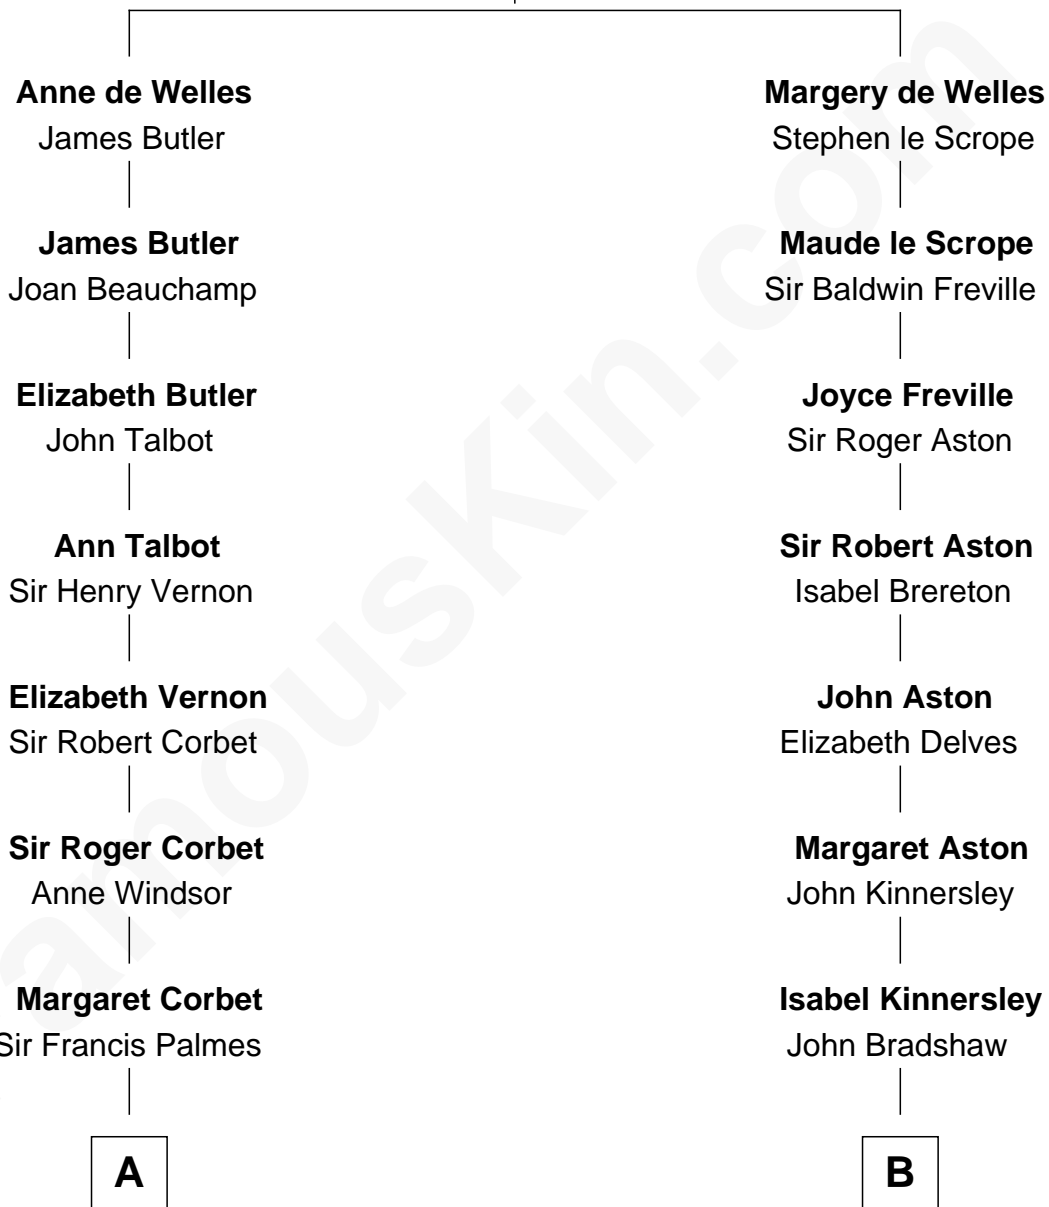 Anne de Welles
James Butler
James Butler
Joan Beauchamp
Elizabeth Butler
John Talbot
Ann Talbot
Sir Henry Vernon
Elizabeth Vernon
Sir Robert Corbet
Sir Roger Corbet
Anne Windsor
Margaret Corbet
Sir Francis Palmes
A
Margery de Welles
Stephen le Scrope
Maude le Scrope
Sir Baldwin Freville
Joyce Freville
Sir Roger Aston
Sir Robert Aston
Isabel Brereton
John Aston
Elizabeth Delves
Margaret Aston
John Kinnersley
Isabel Kinnersley
John Bradshaw
B
amousKin.com